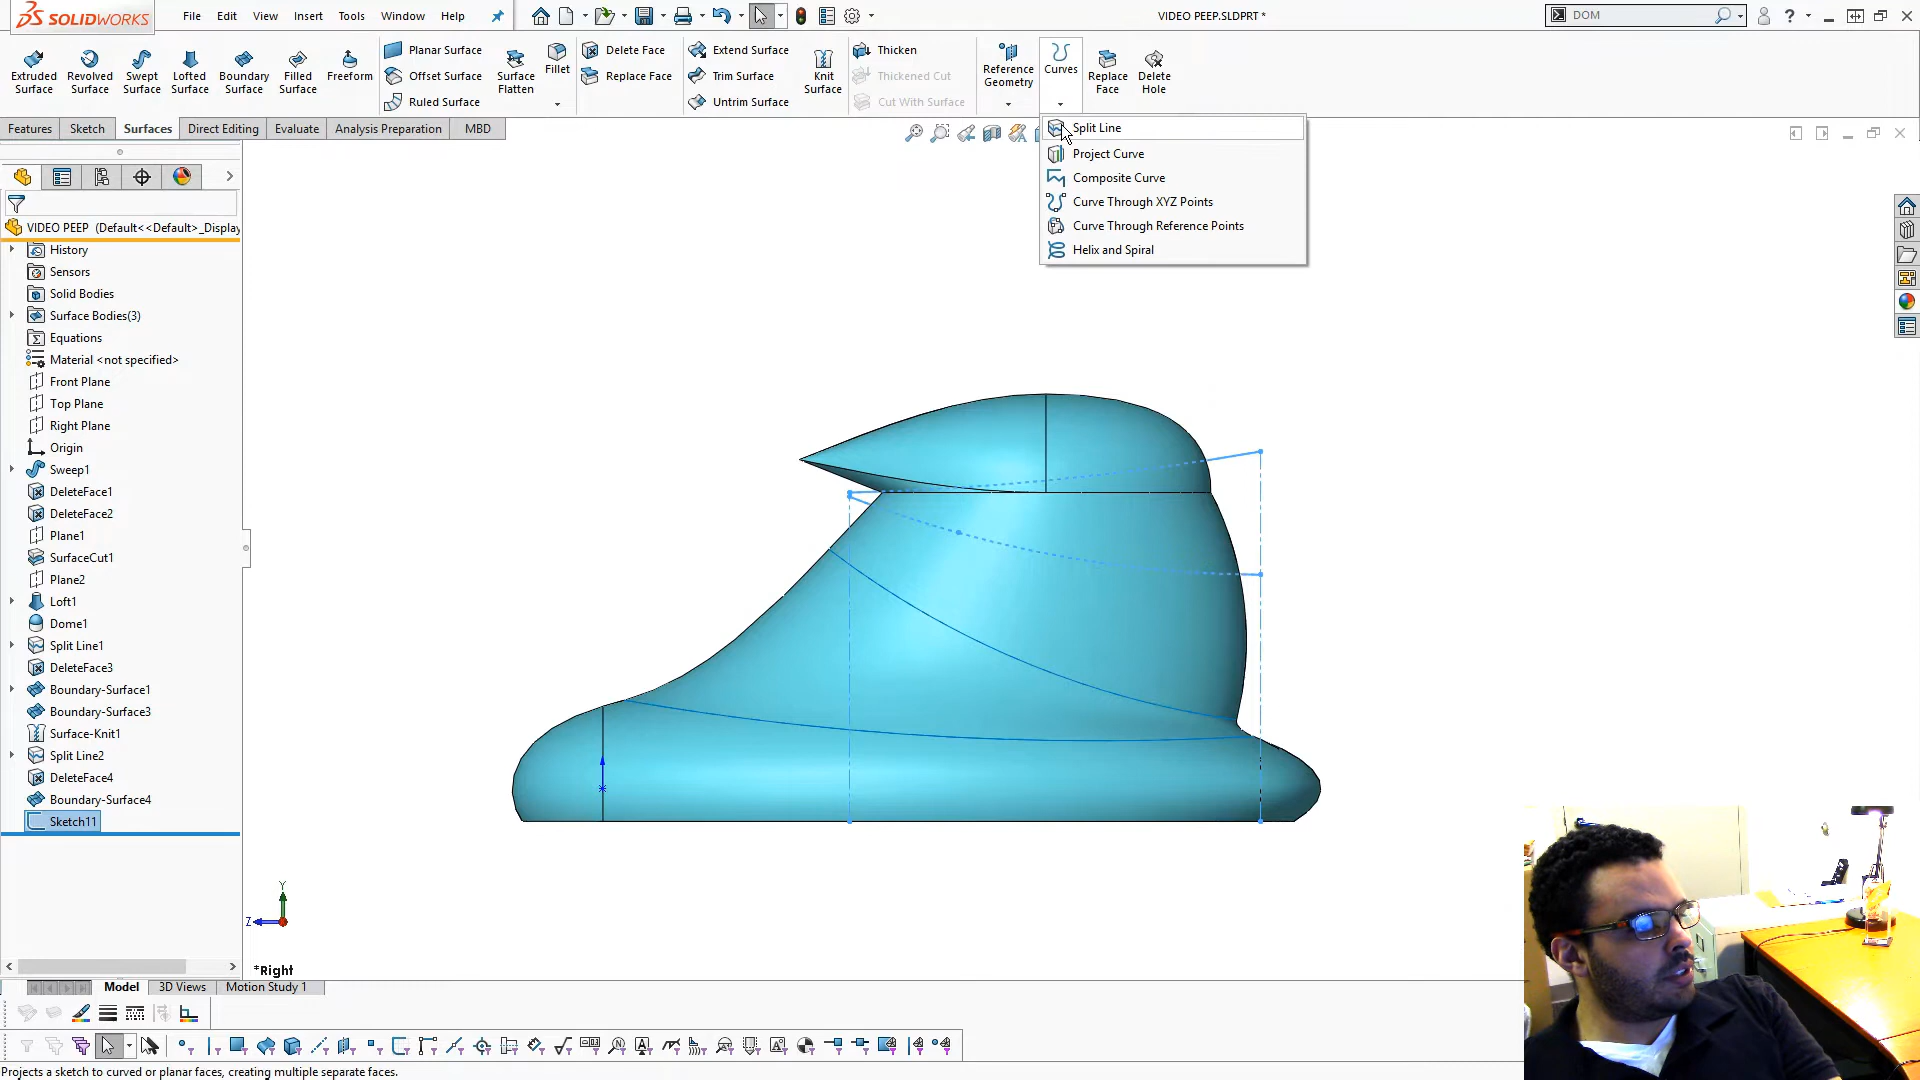 SOLIDWORKS File Edit View Insert Tools Window Help VIDEO PEEP.SLDPRT * DOM
Extruded Surface Revolved Surface Swept Surface Lofted Surface Boundary Surface Filled Surface Freeform
Planar Surface
Offset Surface
Ruled Surface
Surface Flatten
Fillet
Delete Face
Replace Face
Extend Surface
Trim Surface
Untrim Surface
Knit Surface
Thicken
Thickened Cut
Cut With Surface
Reference Geometry
Curves
Replace Face
Delete Hole
Features Sketch Surfaces Direct Editing Evaluate Analysis Preparation MBD
Split Line
Project Curve
Composite Curve
Curve Through XYZ Points
Curve Through Reference Points
Helix and Spiral
VIDEO PEEP (Default<<Default>_Display
History
Sensors
Solid Bodies
Surface Bodies(3)
Equations
Material <not specified>
Front Plane
Top Plane
Right Plane
Origin
Sweep1
DeleteFace1
DeleteFace2
Plane1
SurfaceCut1
Plane2
Loft1
Dome1
Split Line1
DeleteFace3
Boundary-Surface1
Boundary-Surface3
Surface-Knit1
Split Line2
DeleteFace4
Boundary-Surface4
Sketch11
Y
Z
*Right
Model 3D Views Motion Study 1
Projects a sketch to curved or planar faces, creating multiple separate faces.